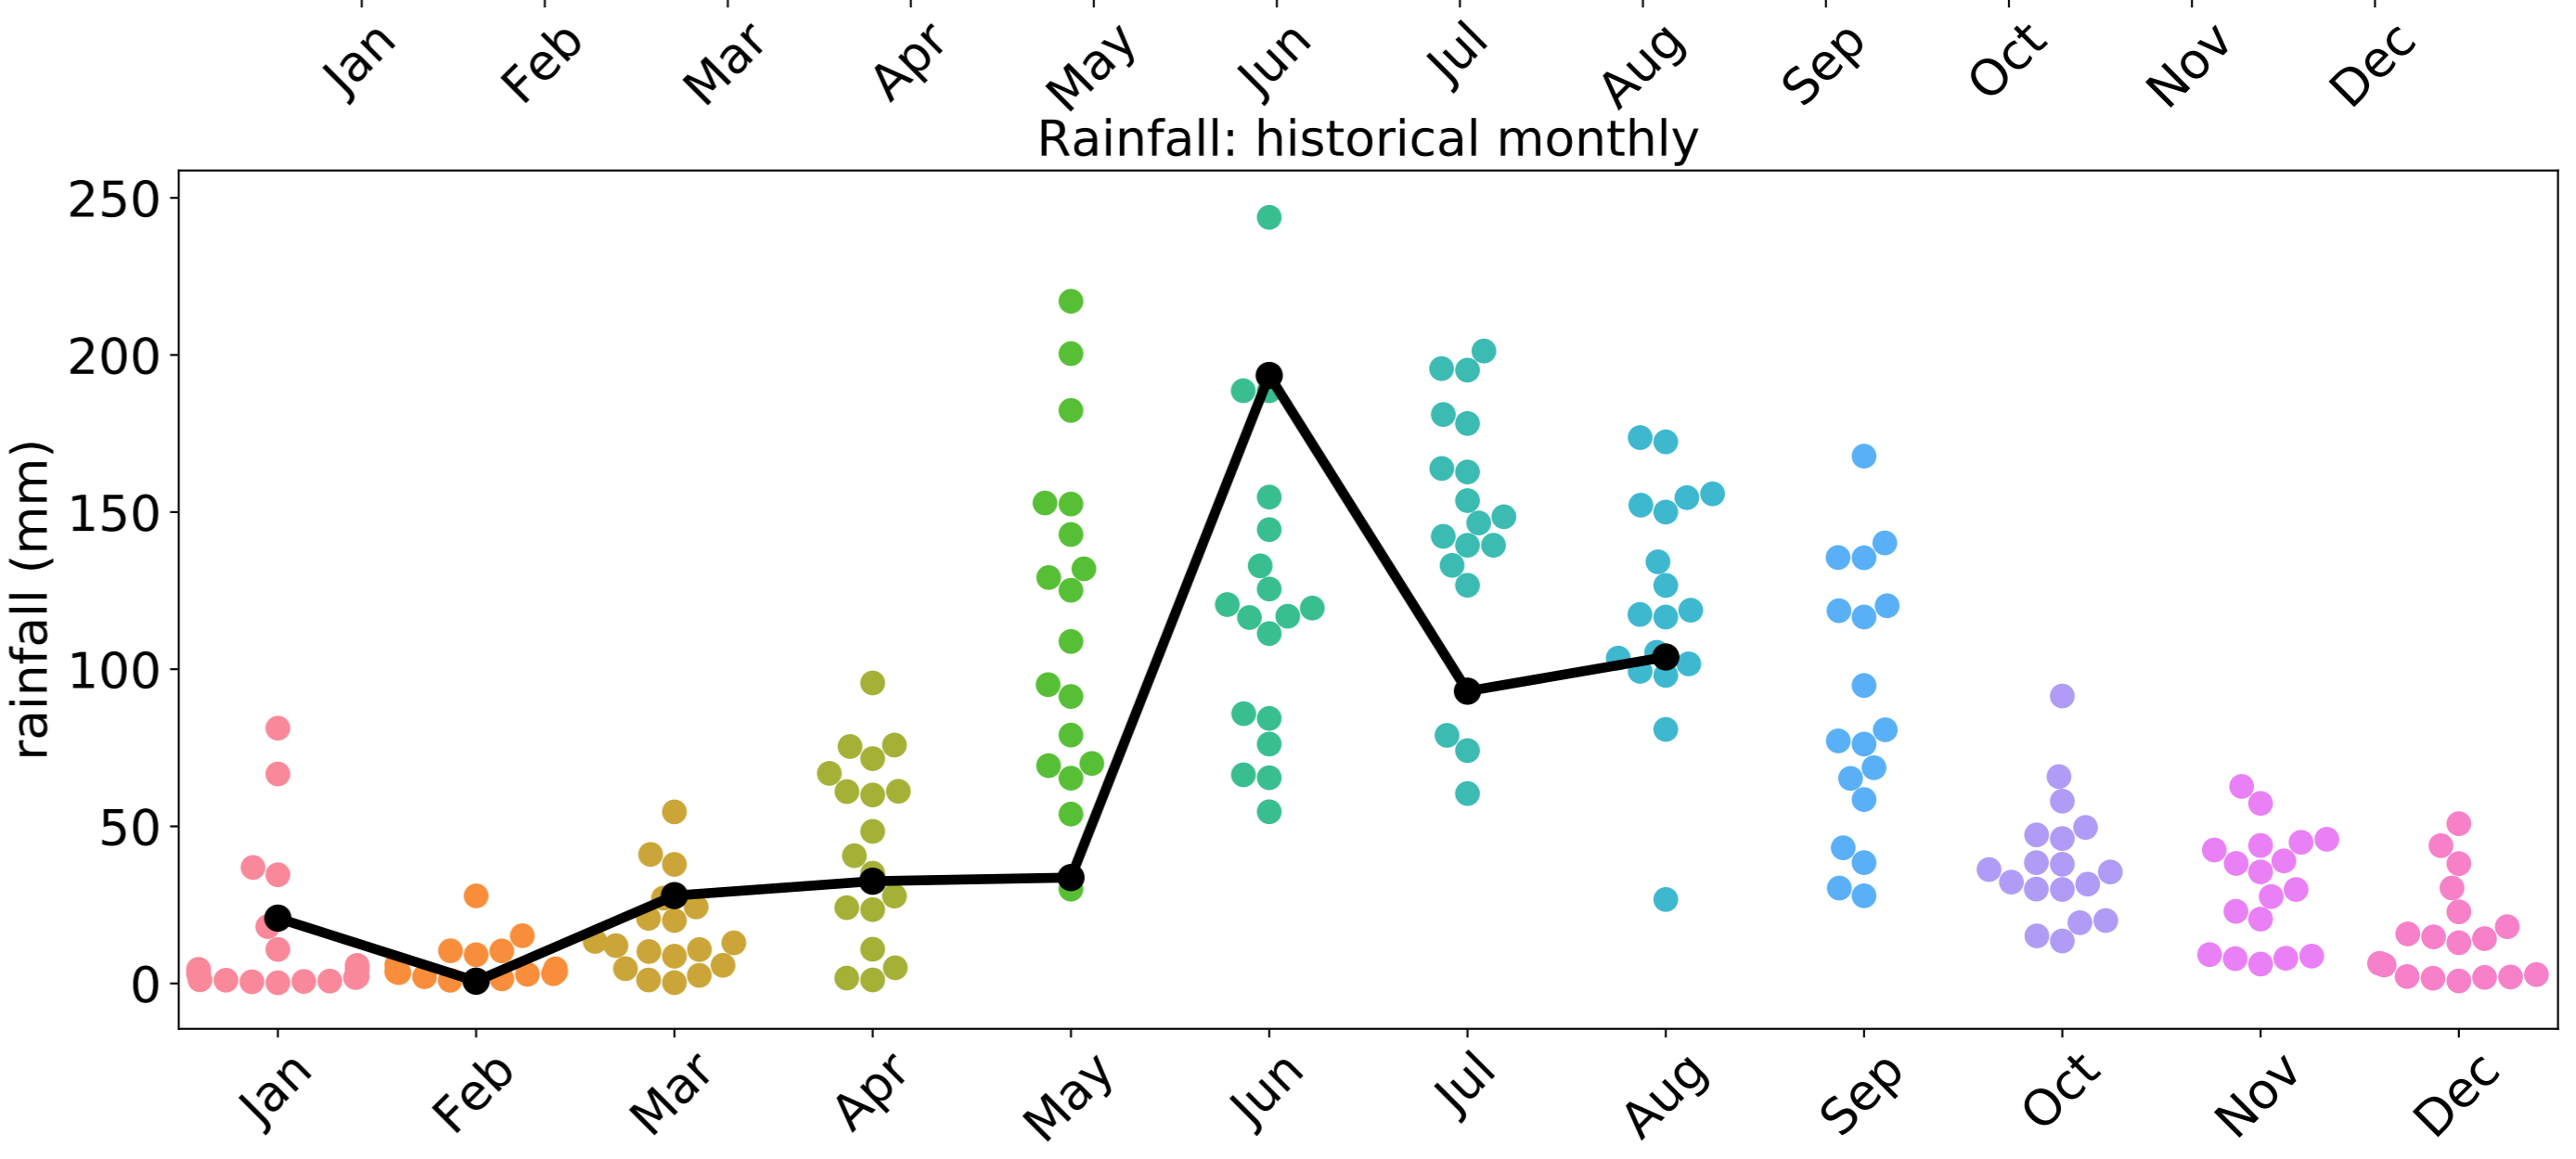 Jan Feb Mar Apr May Jun Jul Aug Sep Oct Nov Dec
Rainfall: historical monthly
rainfall (mm)
250
200
150
100
50
0
Jan Feb Mar Apr May Jun Jul Aug Sep Oct Nov Dec